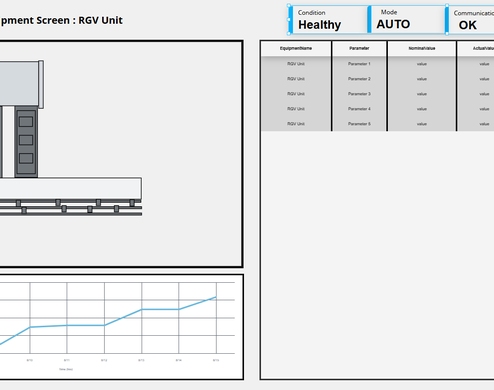 pment Screen : RGV Unit
Condition
Healthy
Mode
AUTO
Communicatio
OK
EquipmentName Parameter NominalValue ActualValu
RGV Unit Parameter 1 value value
RGV Unit Parameter 2 value value
RGV Unit Parameter 3 value value
RGV Unit Parameter 4 value value
RGV Unit Parameter 5 value value